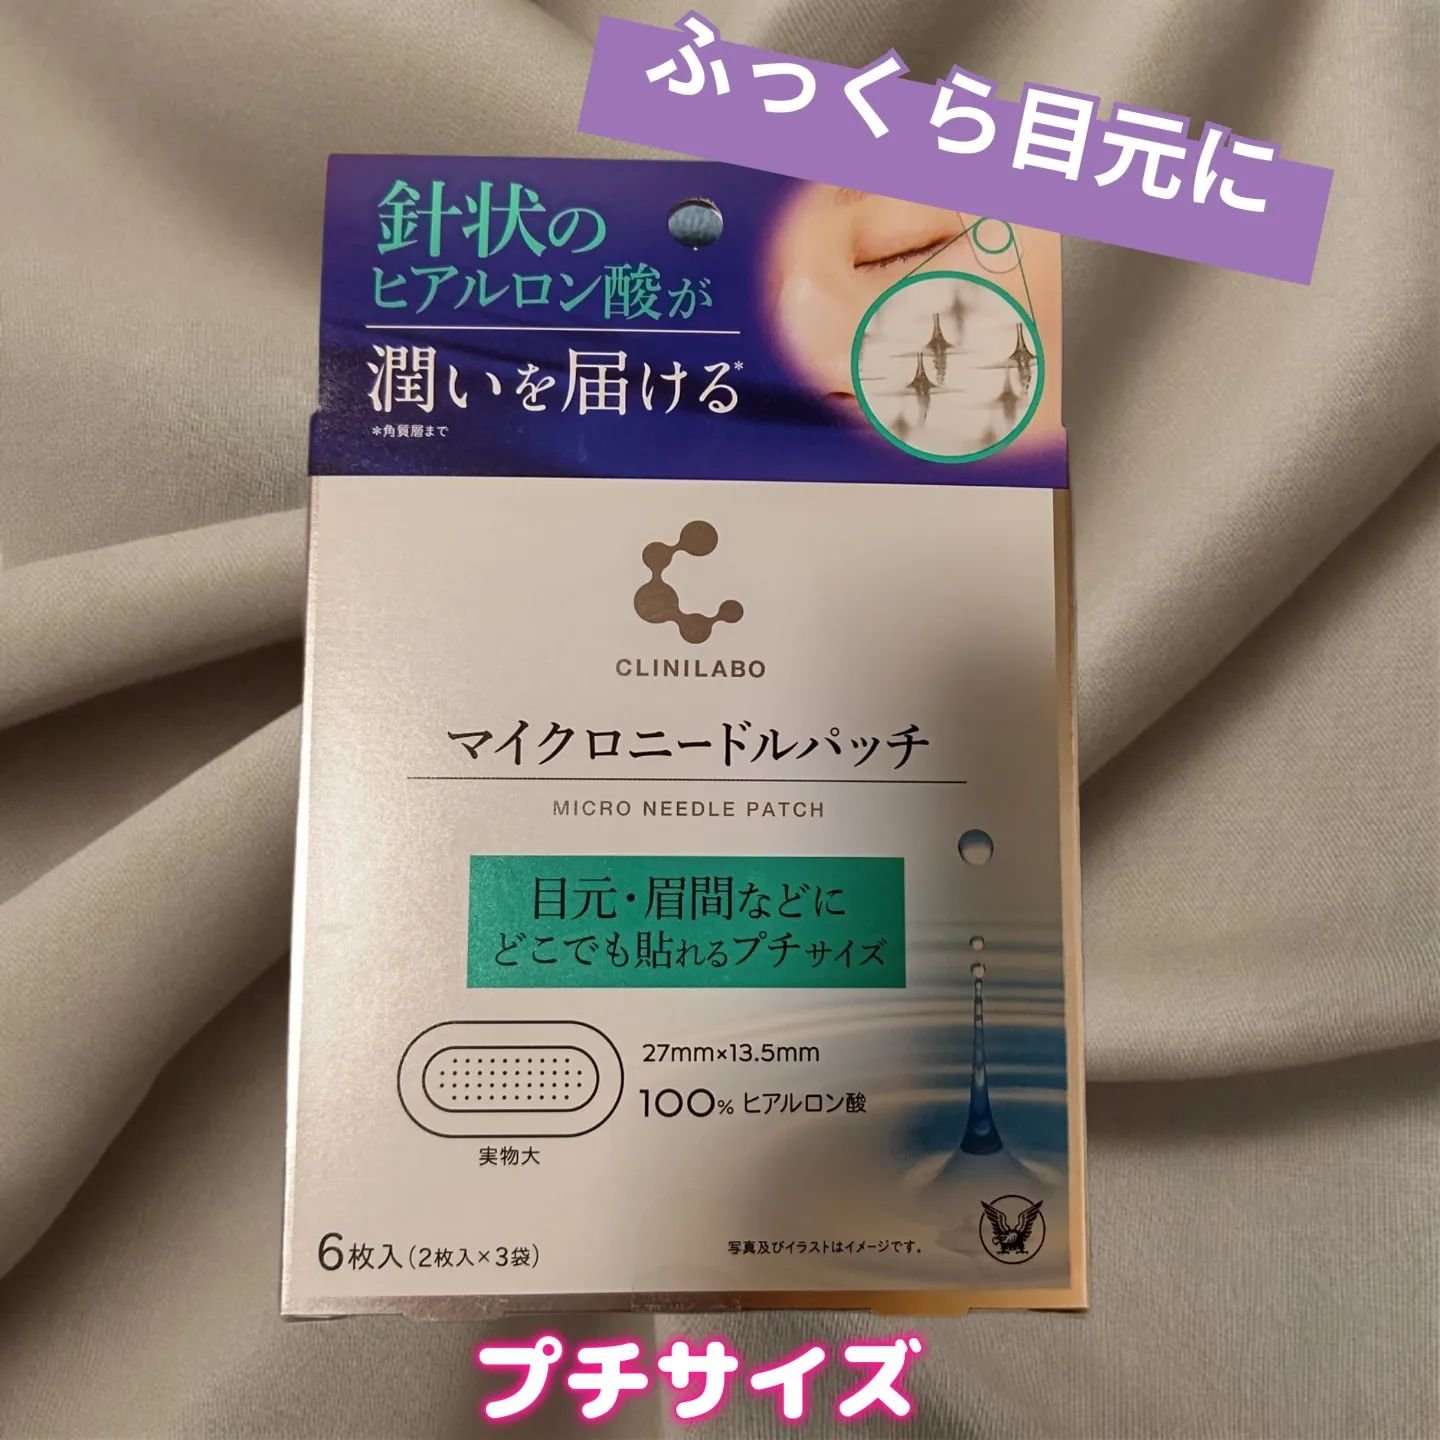 ふっくら目元に
針状の
ヒアルロン酸が
潤いを届ける*
*角質層まで
CLINILABO
マイクロニードルパッチ
MICRO NEEDLE PATCH
目元・眉間などに
どこでも貼れるプチサイズ
27mm×13.5mm
100% ヒアルロン酸
実物大
6枚入(2枚入×3袋)
写真及びイラストはイメージです。
プチサイズ